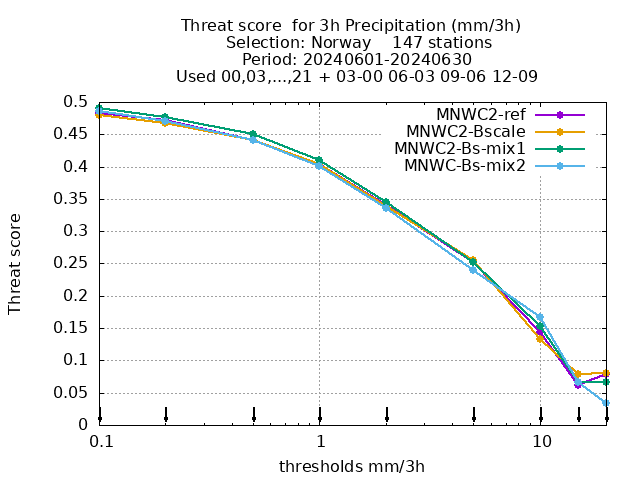 Threat score  for 3h Precipitation (mm/3h)
Selection: Norway    147 stations
Period: 20240601-20240630
Used 00,03,...,21 + 03-00 06-03 09-06 12-09
MNWC2-ref
MNWC2-Bscale
MNWC2-Bs-mix1
MNWC-Bs-mix2
0.5
0.45
0.4
0.35
0.3
0.25
0.2
0.15
0.1
0.05
0
Threat score
0.1 1 10
thresholds mm/3h